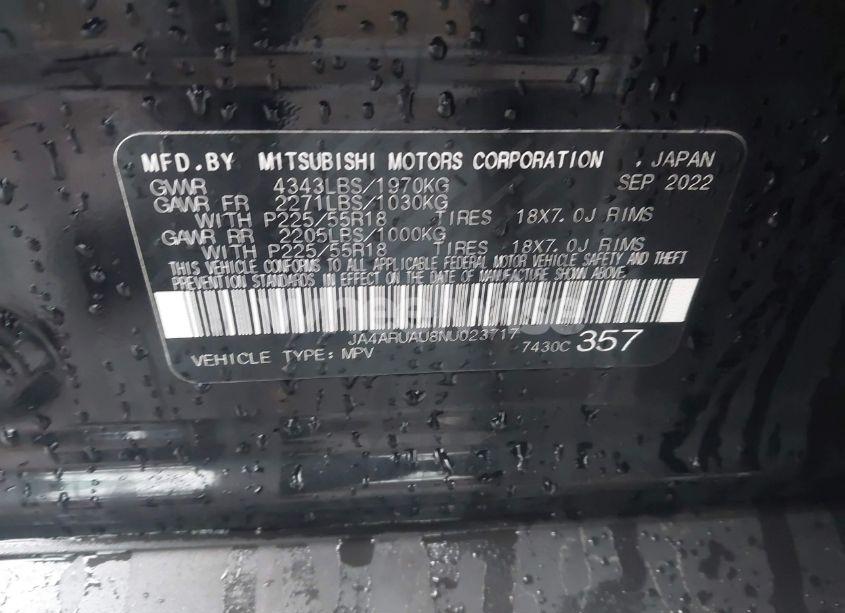 MFD.BY MITSUBISHI MOTORS CORPORATION , JAPAN
GVWR 4343LBS/1970KG SEP 2022
GAWR FR 2271LBS/1030KG
WITH P225/55R18 TIRES 18X7.0J RIMS
GAWR RR 2205LBS/1000KG
WITH P225/55R18 TIRES 18X7.0J RIMS
THIS VEHICLE CONFORMS TO ALL APPLICABLE FEDERAL MOTOR VEHICLE SAFETY AND THEFT
PREVENTION STANDARDS IN EFFECT ON THE DATE OF MANUFACTURE SHOWN ABOVE.
JA4ARUAU8NU023717
VEHICLE TYPE: MPV 7430C 357